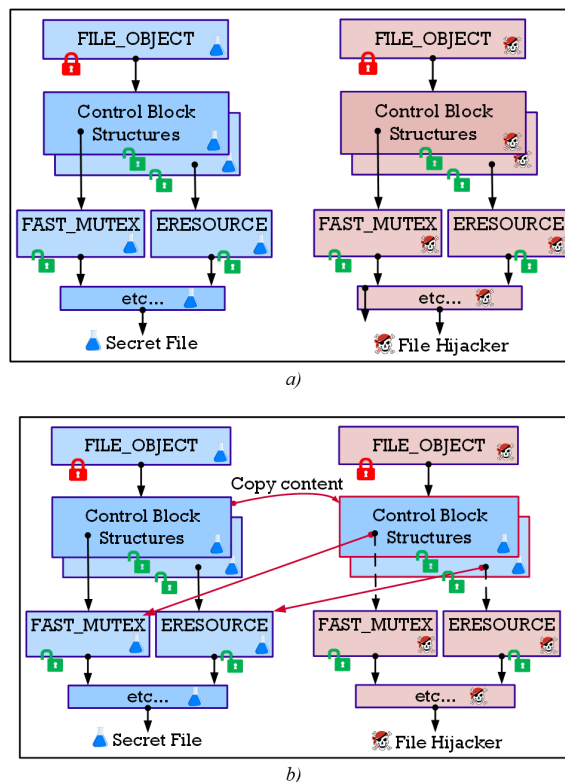 FILE_OBJECT
FILE_OBJECT
Control Block
Structures
Control Block
Structures
FAST_MUTEX
ERESOURCE
FAST_MUTEX
ERESOURCE
etc...
etc...
Secret File
File Hijacker
a)
FILE_OBJECT
FILE_OBJECT
Copy content
Control Block
Structures
Control Block
Structures
FAST_MUTEX
ERESOURCE
FAST_MUTEX
ERESOURCE
etc...
etc...
Secret File
File Hijacker
b)